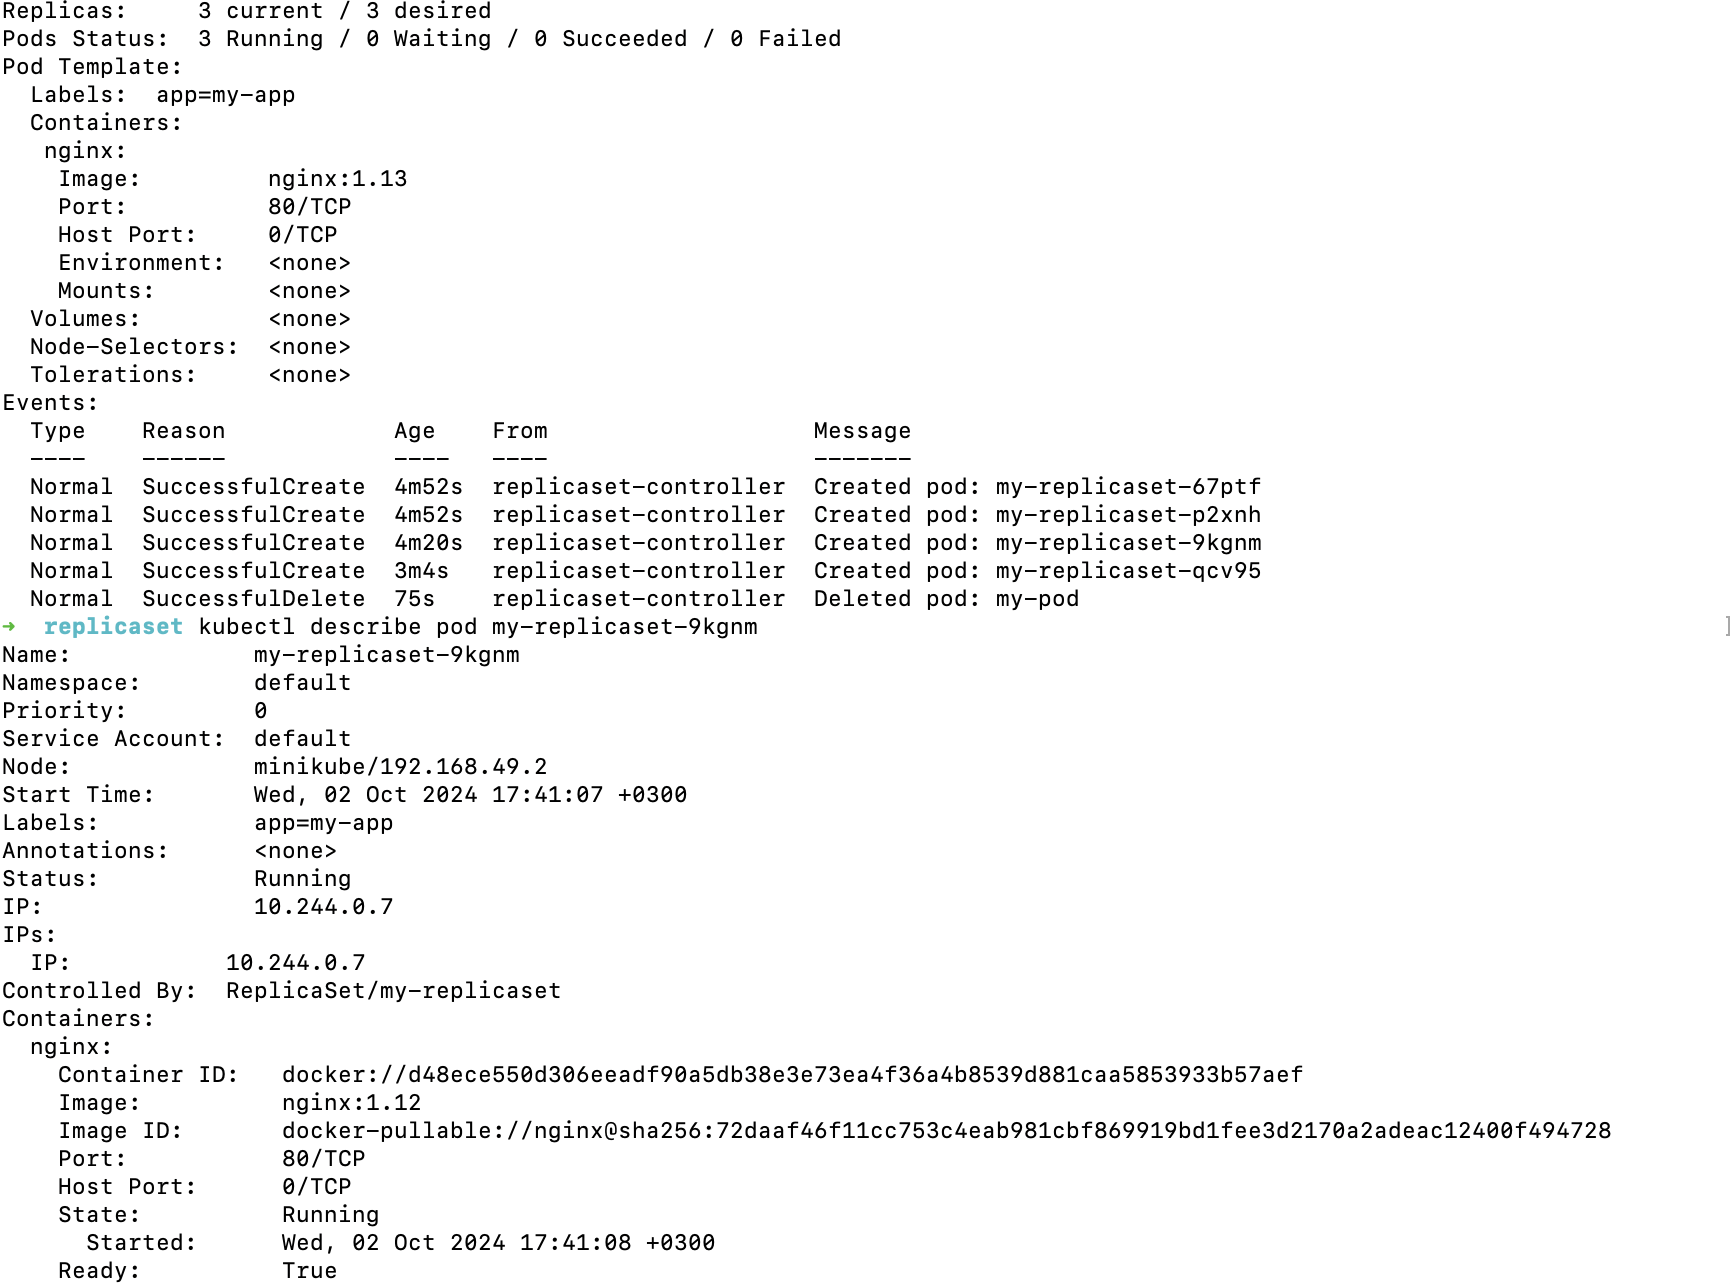 Replicas:     3 current / 3 desired
Pods Status:  3 Running / 0 Waiting / 0 Succeeded / 0 Failed
Pod Template:
  Labels:  app=my-app
  Containers:
   nginx:
    Image:         nginx:1.13
    Port:          80/TCP
    Host Port:     0/TCP
    Environment:   <none>
    Mounts:        <none>
  Volumes:         <none>
  Node-Selectors:  <none>
  Tolerations:     <none>
Events:
  Type    Reason            Age    From                   Message
  ----    ------            ----   ----                   -------
  Normal  SuccessfulCreate  4m52s  replicaset-controller  Created pod: my-replicaset-67ptf
  Normal  SuccessfulCreate  4m52s  replicaset-controller  Created pod: my-replicaset-p2xnh
  Normal  SuccessfulCreate  4m20s  replicaset-controller  Created pod: my-replicaset-9kgnm
  Normal  SuccessfulCreate  3m4s   replicaset-controller  Created pod: my-replicaset-qcv95
  Normal  SuccessfulDelete  75s    replicaset-controller  Deleted pod: my-pod
➜  replicaset kubectl describe pod my-replicaset-9kgnm ]
Name:             my-replicaset-9kgnm
Namespace:        default
Priority:         0
Service Account:  default
Node:             minikube/192.168.49.2
Start Time:       Wed, 02 Oct 2024 17:41:07 +0300
Labels:           app=my-app
Annotations:      <none>
Status:           Running
IP:               10.244.0.7
IPs:
  IP:           10.244.0.7
Controlled By:  ReplicaSet/my-replicaset
Containers:
  nginx:
    Container ID:   docker://d48ece550d306eeadf90a5db38e3e73ea4f36a4b8539d881caa5853933b57aef
    Image:          nginx:1.12
    Image ID:       docker-pullable://nginx@sha256:72daaf46f11cc753c4eab981cbf869919bd1fee3d2170a2adeac12400f494728
    Port:           80/TCP
    Host Port:      0/TCP
    State:          Running
      Started:      Wed, 02 Oct 2024 17:41:08 +0300
    Ready:          True